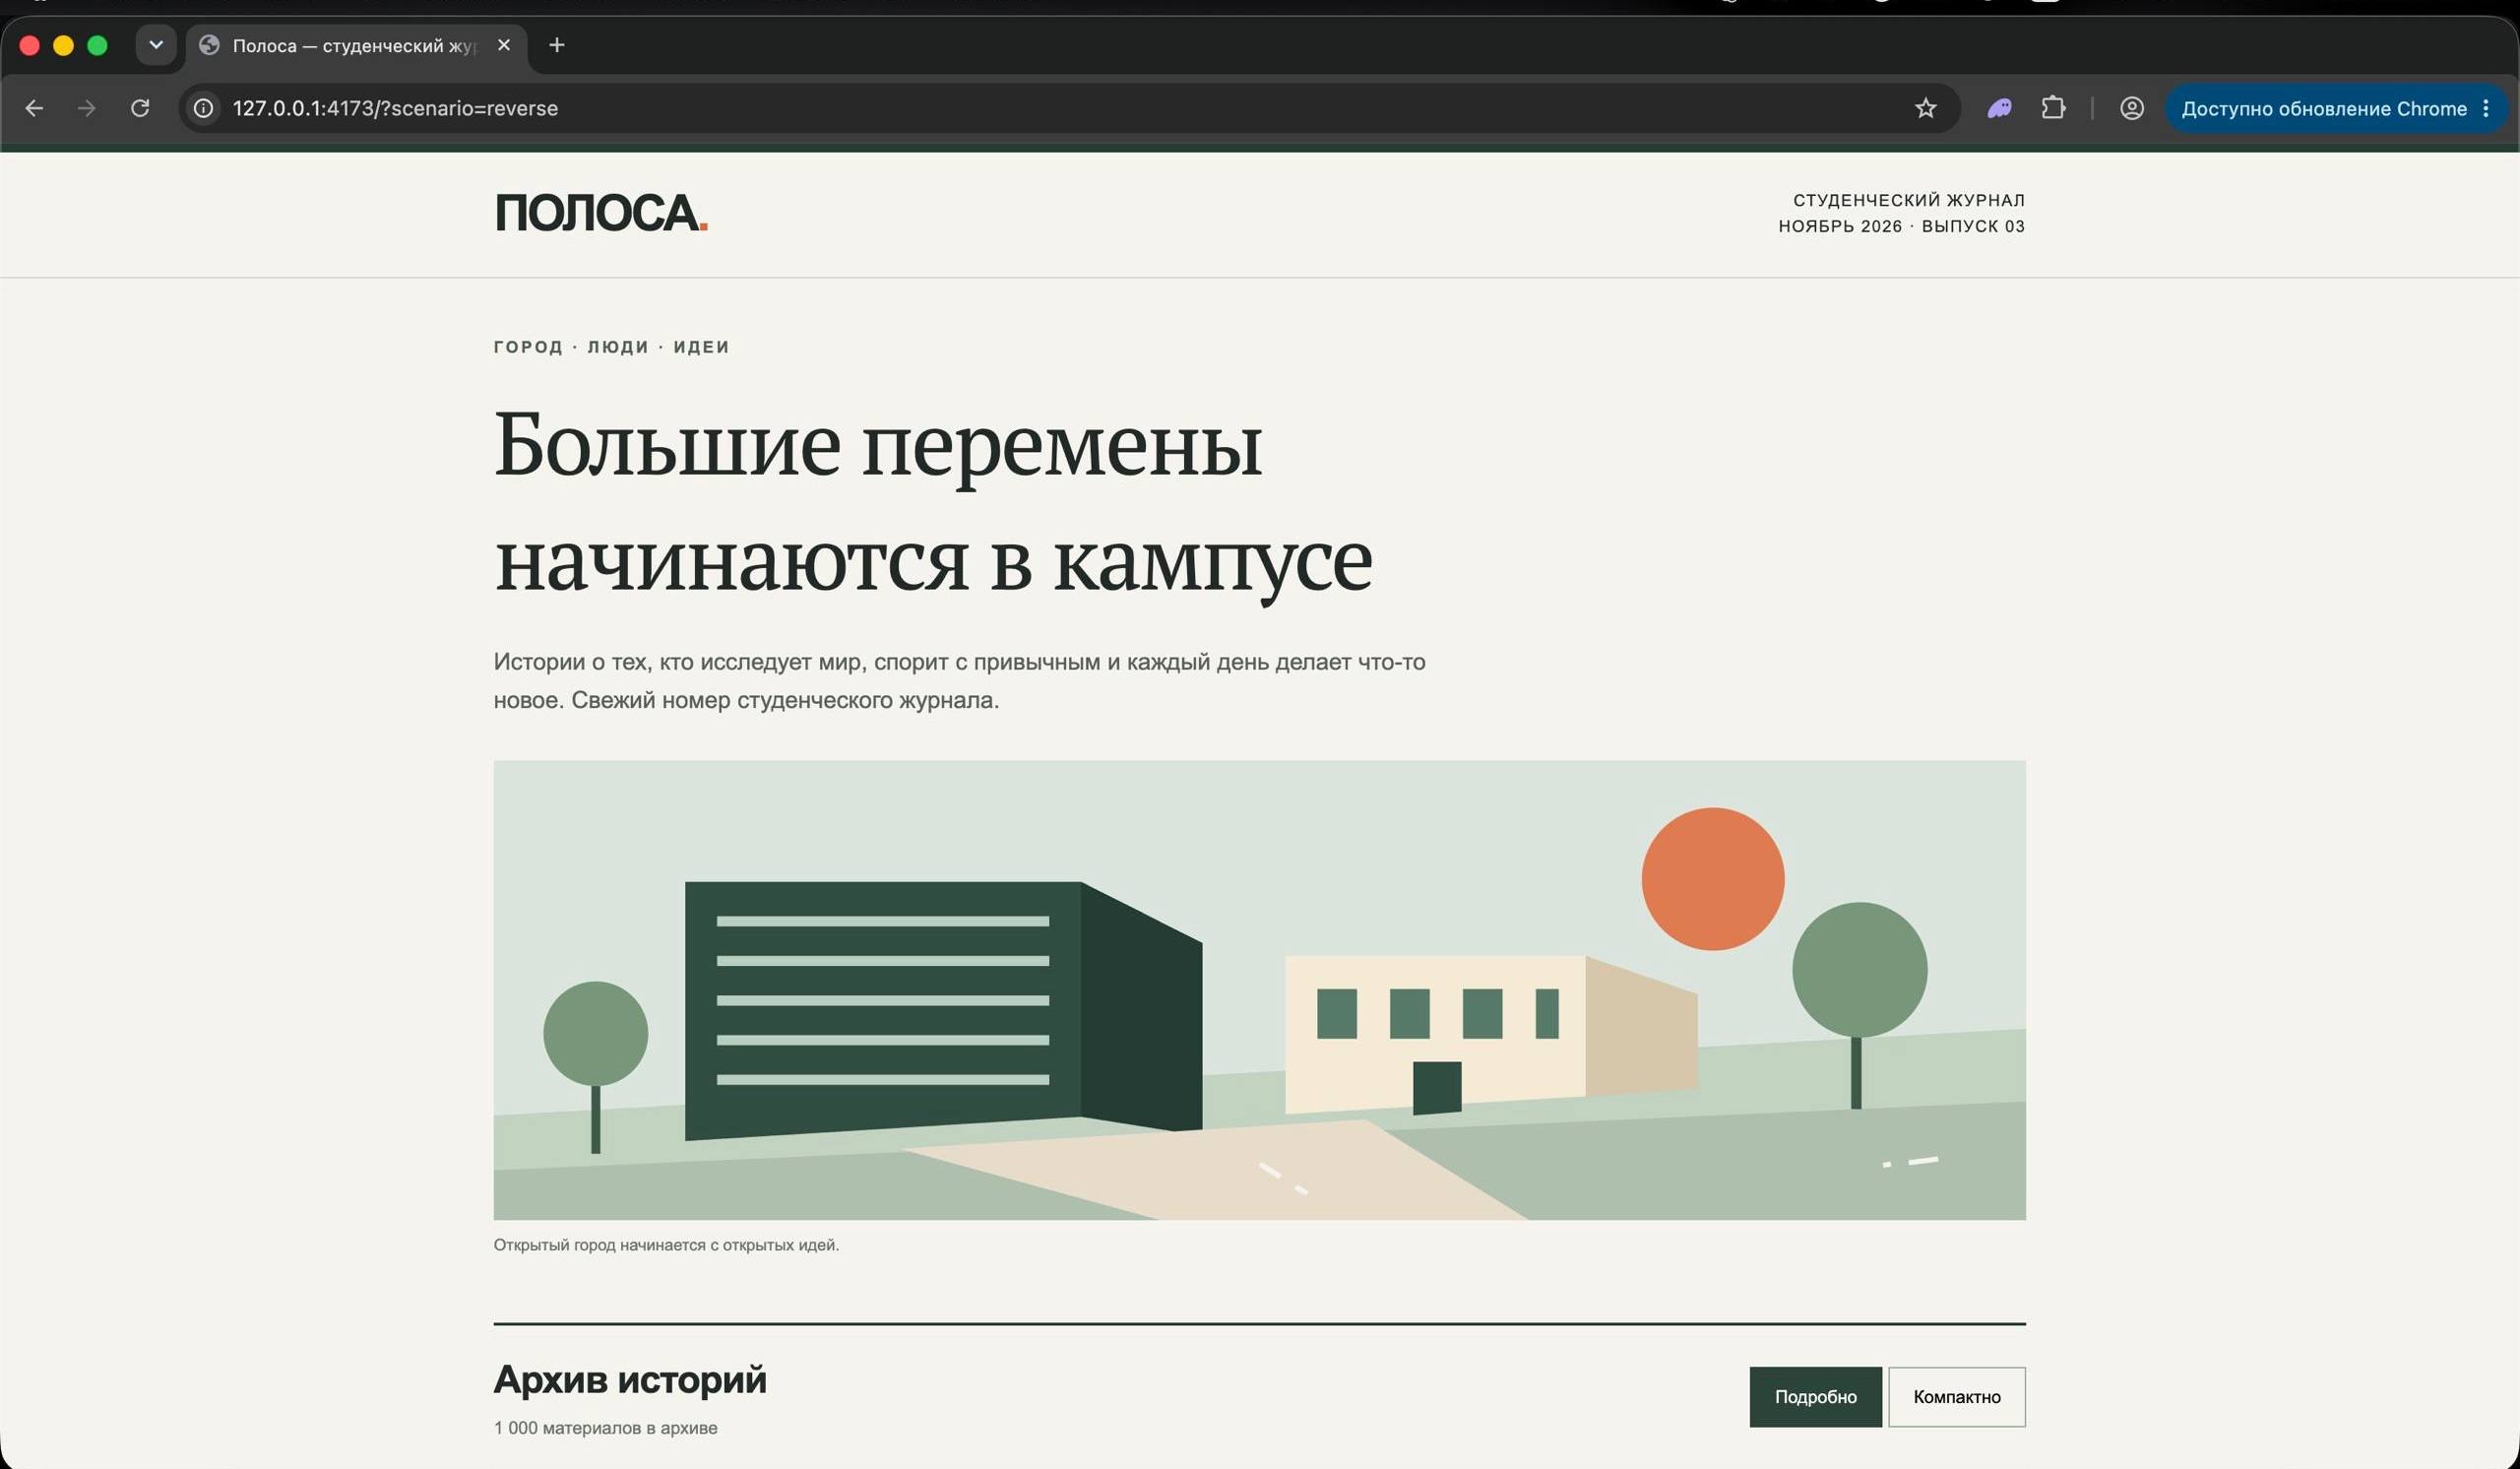 Полоса — студенческий жур
127.0.0.1:4173/?scenario=reverse
Доступно обновление Chrome
ПОЛОСА.
СТУДЕНЧЕСКИЙ ЖУРНАЛ
НОЯБРЬ 2026 · ВЫПУСК 03
ГОРОД · ЛЮДИ · ИДЕИ
Большие перемены
начинаются в кампусе
Истории о тех, кто исследует мир, спорит с привычным и каждый день делает что-то
новое. Свежий номер студенческого журнала.
Открытый город начинается с открытых идей.
Архив историй
Подробно
Компактно
1 000 материалов в архиве